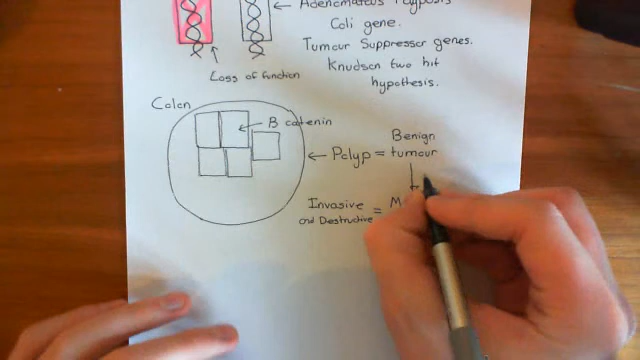 Adenomatous Polyposis
Coli gene.
Tumour Suppressor genes.
Knudson two hit
hypothesis.
Loss of function
Colon
B catenin
Benign
Polyp = tumour
Invasive
and Destructive = M